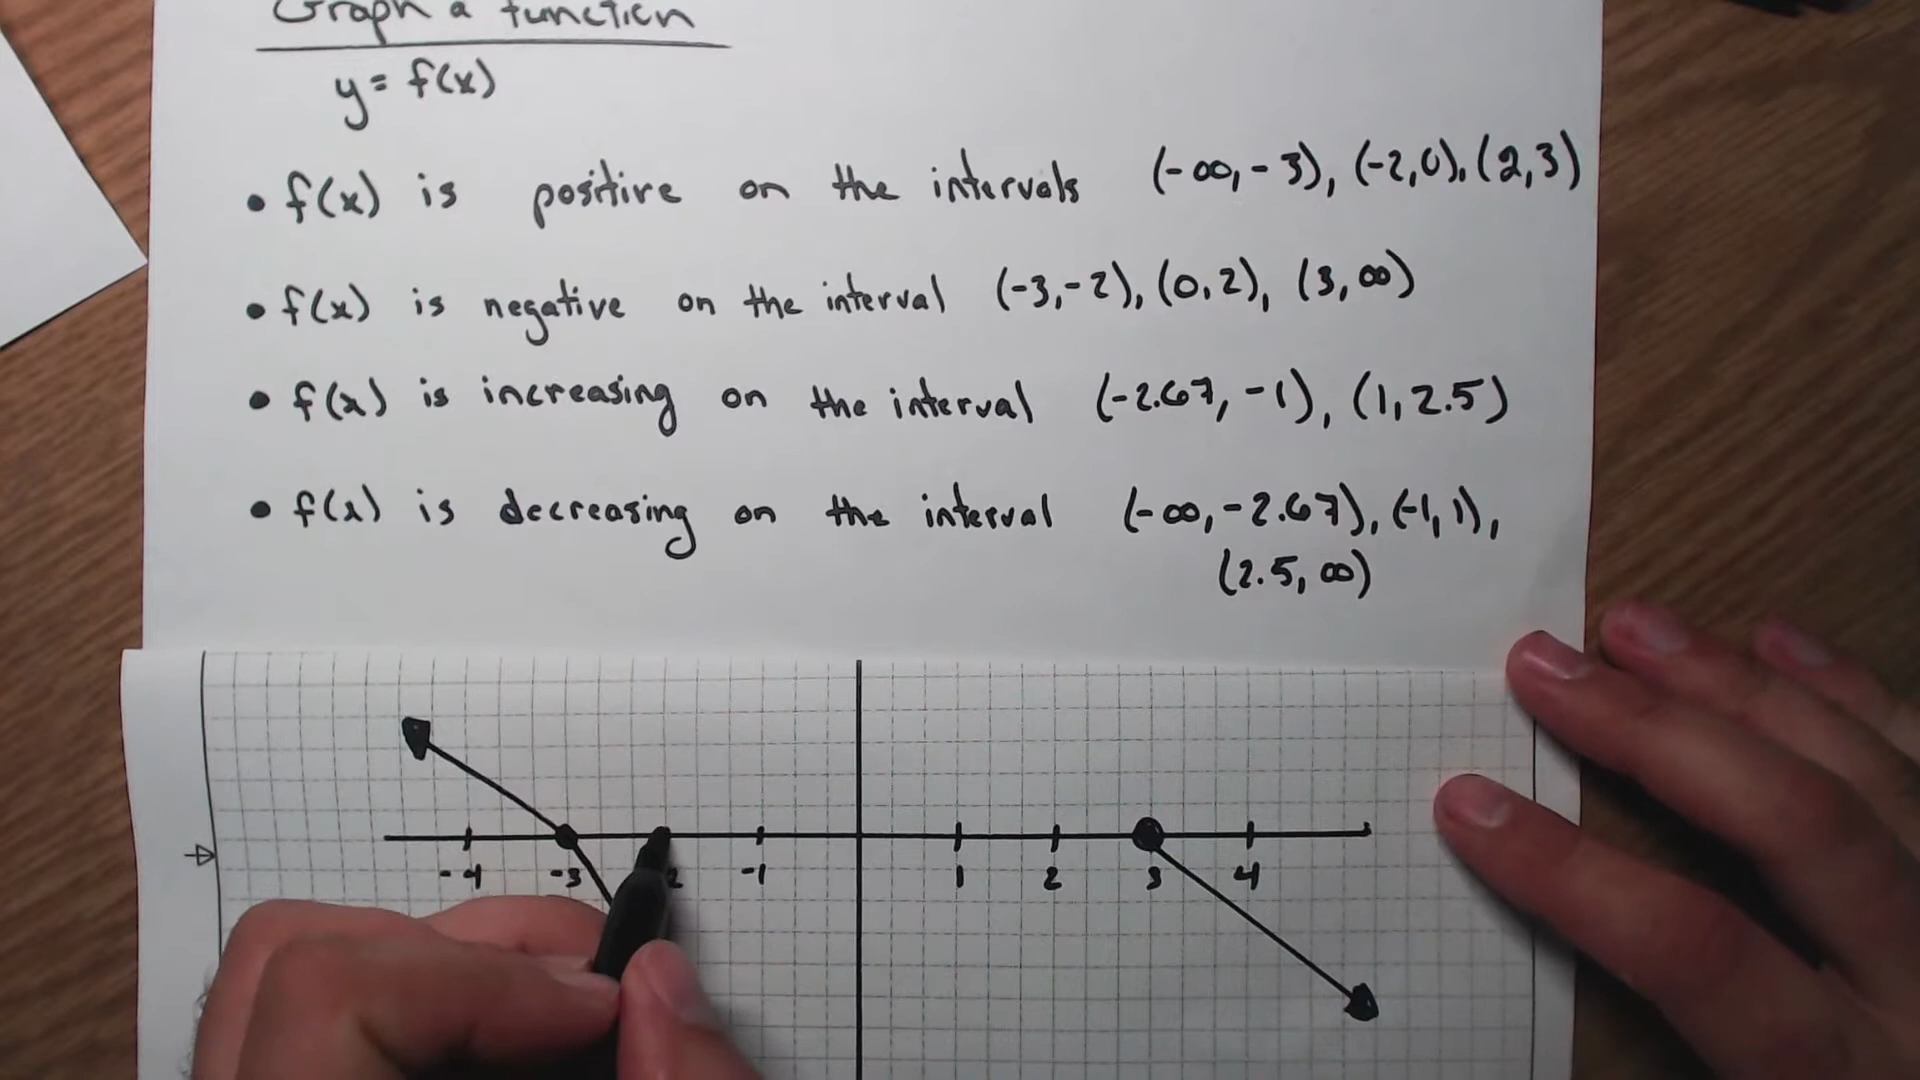 Graph a function
y = f(x)
• f(x) is positive on the intervals (-∞, -3), (-2,0), (2,3)
• f(x) is negative on the interval (-3,-2), (0,2), (3,∞)
• f(x) is increasing on the interval (-2.67, -1), (1, 2.5)
• f(x) is decreasing on the interval (-∞, -2.67), (-1, 1),
(2.5, ∞)
-4 -3 2 -1 1 2 3 4